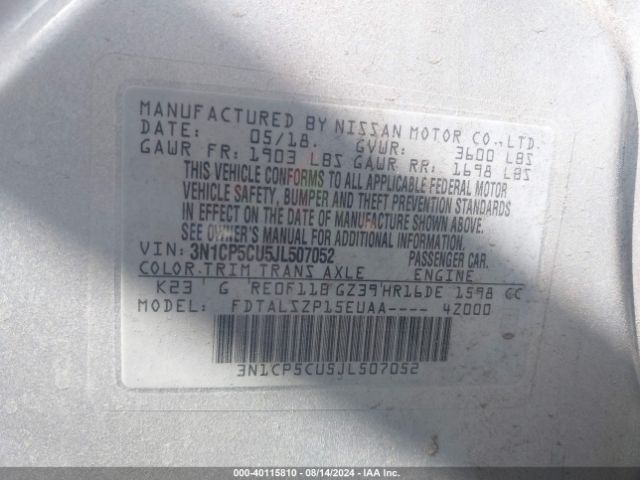 MANUFACTURED BY NISSAN MOTOR CO.,LTD.
DATE: 05/18. GVWR: 3600 LBS
GAWR FR: 1903 LBS GAWR RR: 1698 LBS
THIS VEHICLE CONFORMS TO ALL APPLICABLE FEDERAL MOTOR
VEHICLE SAFETY, BUMPER AND THEFT PREVENTION STANDARDS
IN EFFECT ON THE DATE OF MANUFACTURE SHOWN ABOVE.
SEE OWNER'S MANUAL FOR ADDITIONAL INFORMATION.
VIN: 3N1CP5CU5JL507052 PASSENGER CAR.
COLOR.TRIM TRANS AXLE ENGINE
K23 G RE0F11B GZ39 HR16DE 1598 CC
MODEL: FDTALSZP15EUAA---- 4Z000
3N1CP5CU5JL507052
000-40115810 - 08/14/2024 - IAA Inc.